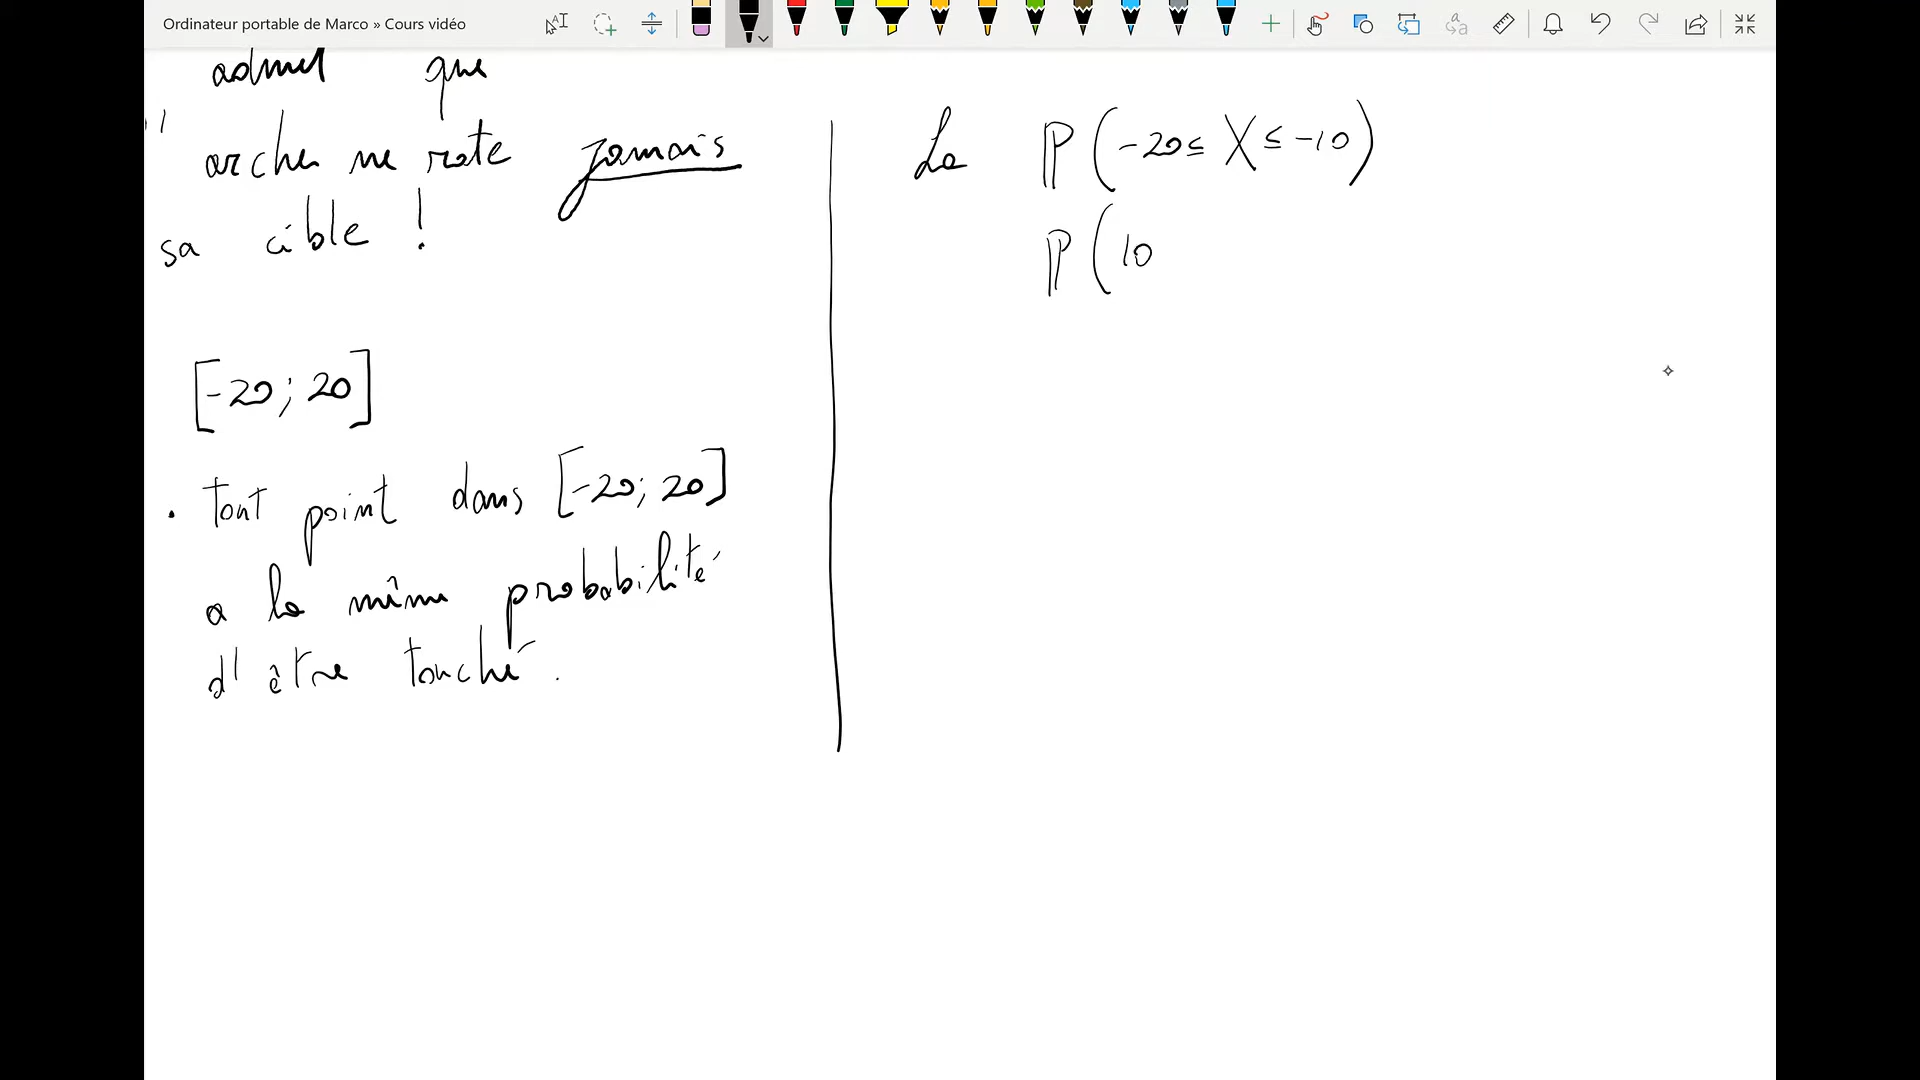 Ordinateur portable de Marco » Cours vidéo
admet que
l'archer ne rate jamais
sa cible !
[-20; 20]
• Tout point dans [-20; 20]
a la même probabilité
d'être touché.
La ℙ(-20 ≤ X ≤ -10)
ℙ(10